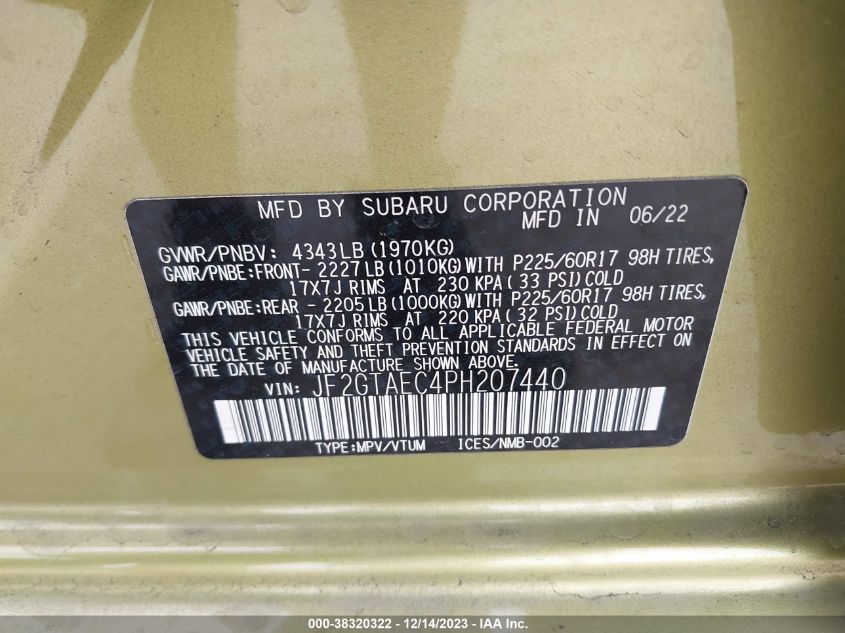 MFD BY SUBARU CORPORATION
MFD IN 06/22
GVWR/PNBV: 4343LB (1970KG)
GAWR/PNBE:FRONT- 2227LB (1010KG) WITH P225/60R17 98H TIRES,
17X7J RIMS AT 230 KPA (33 PSI) COLD
GAWR/PNBE:REAR - 2205LB (1000KG) WITH P225/60R17 98H TIRES,
17X7J RIMS AT 220 KPA (32 PSI) COLD
THIS VEHICLE CONFORMS TO ALL APPLICABLE FEDERAL MOTOR
VEHICLE SAFETY AND THEFT PREVENTION STANDARDS IN EFFECT ON
THE DATE OF MANUFACTURE SHOWN ABOVE.
VIN: JF2GTAEC4PH207440
TYPE:MPV/VTUM ICES/NMB-002
000-38320322 - 12/14/2023 - IAA Inc.